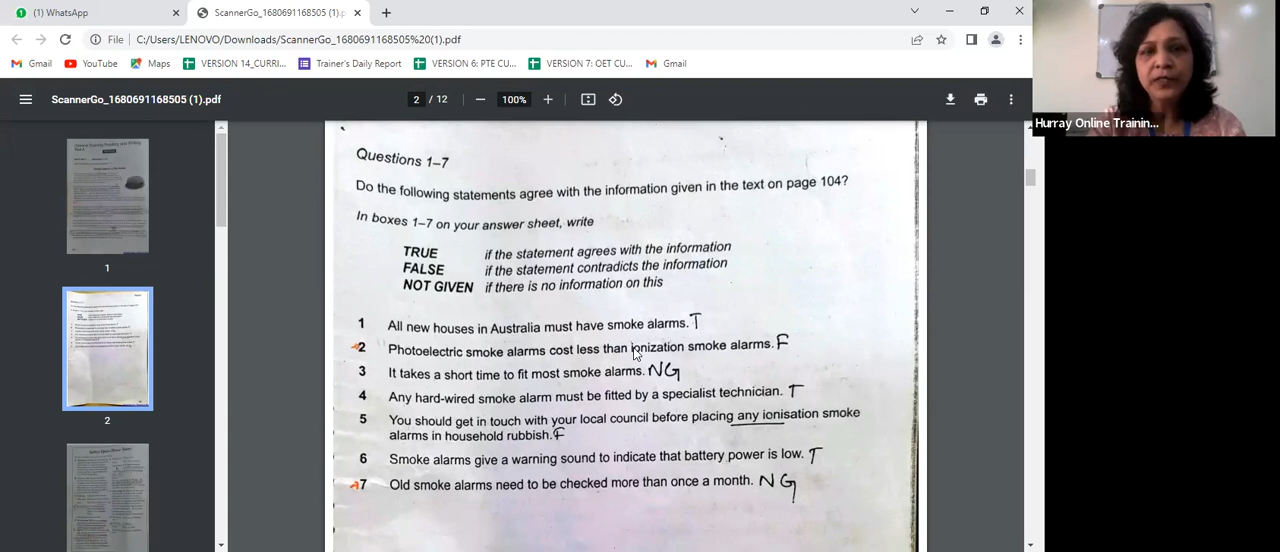 (1) WhatsApp
ScannerGo_1680691168505 (1).p
File
C:/Users/LENOVO/Downloads/ScannerGo_1680691168505%20(1).pdf
Gmail
YouTube
Maps
VERSION 14_CURRI...
Trainer's Daily Report
VERSION 6: PTE CU...
VERSION 7: OET CU...
Gmail
ScannerGo_1680691168505 (1).pdf
2 / 12
100%
Hurray Online Trainin...
1
2
Questions 1–7
Do the following statements agree with the information given in the text on page 104?
In boxes 1–7 on your answer sheet, write
TRUE if the statement agrees with the information
FALSE if the statement contradicts the information
NOT GIVEN if there is no information on this
1 All new houses in Australia must have smoke alarms. T
2 Photoelectric smoke alarms cost less than ionization smoke alarms. F
3 It takes a short time to fit most smoke alarms. NG
4 Any hard-wired smoke alarm must be fitted by a specialist technician. T
5 You should get in touch with your local council before placing any ionisation smoke
alarms in household rubbish. F
6 Smoke alarms give a warning sound to indicate that battery power is low. T
7 Old smoke alarms need to be checked more than once a month. NG